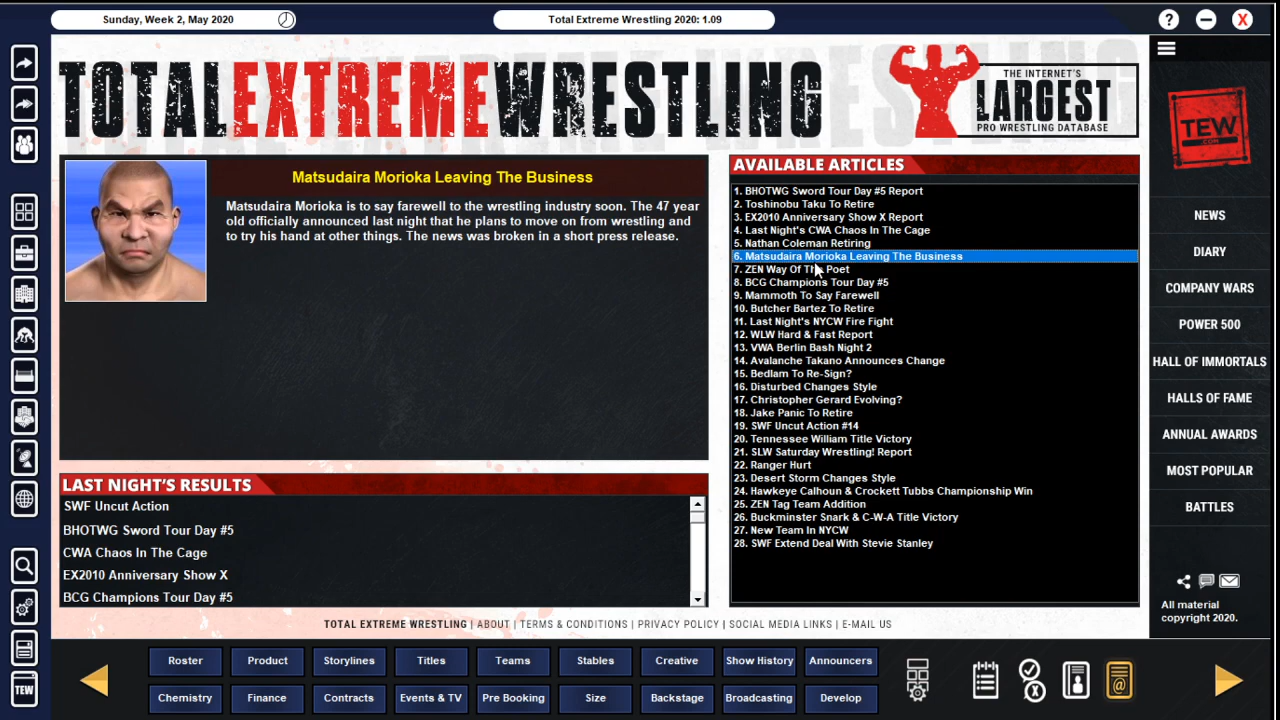 Sunday, Week 2, May 2020
Total Extreme Wrestling 2020: 1.09
? — X
TOTALEXTREMEWRESTLING
THE INTERNET'S
LARGEST
PRO WRESTLING DATABASE
Matsudaira Morioka Leaving The Business
Matsudaira Morioka is to say farewell to the wrestling industry soon. The 47 year
old officially announced last night that he plans to move on from wrestling and
to try his hand at other things. The news was broken in a short press release.
AVAILABLE ARTICLES
1. BHOTWG Sword Tour Day #5 Report
2. Toshinobu Taku To Retire
3. EX2010 Anniversary Show X Report
4. Last Night's CWA Chaos In The Cage
5. Nathan Coleman Retiring
6. Matsudaira Morioka Leaving The Business
7. ZEN Way Of The Poet
8. BCG Champions Tour Day #5
9. Mammoth To Say Farewell
10. Butcher Bartez To Retire
11. Last Night's NYCW Fire Fight
12. WLW Hard & Fast Report
13. VWA Berlin Bash Night 2
14. Avalanche Takano Announces Change
15. Bedlam To Re-Sign?
16. Disturbed Changes Style
17. Christopher Gerard Evolving?
18. Jake Panic To Retire
19. SWF Uncut Action #14
20. Tennessee William Title Victory
21. SLW Saturday Wrestling! Report
22. Ranger Hurt
23. Desert Storm Changes Style
24. Hawkeye Calhoun & Crockett Tubbs Championship Win
25. ZEN Tag Team Addition
26. Buckminster Snark & C-W-A Title Victory
27. New Team In NYCW
28. SWF Extend Deal With Stevie Stanley
LAST NIGHT'S RESULTS
SWF Uncut Action
BHOTWG Sword Tour Day #5
CWA Chaos In The Cage
EX2010 Anniversary Show X
BCG Champions Tour Day #5
TOTAL EXTREME WRESTLING | ABOUT | TERMS & CONDITIONS | PRIVACY POLICY | SOCIAL MEDIA LINKS | E-MAIL US
TEW
.COM
NEWS
DIARY
COMPANY WARS
POWER 500
HALL OF IMMORTALS
HALLS OF FAME
ANNUAL AWARDS
MOST POPULAR
BATTLES
All material
copyright 2020.
TEW
Roster Product Storylines Titles Teams Stables Creative Show History Announcers
Chemistry Finance Contracts Events & TV Pre Booking Size Backstage Broadcasting Develop
@